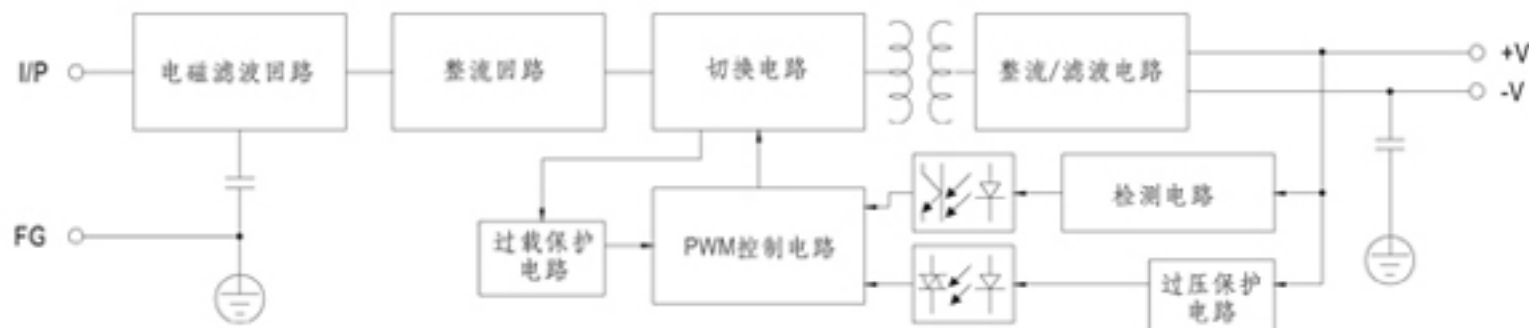 I/P
电磁滤波回路
整流回路
切换电路
整流/滤波电路
+V
-V
FG
过载保护
电路
PWM控制电路
检测电路
过压保护
电路